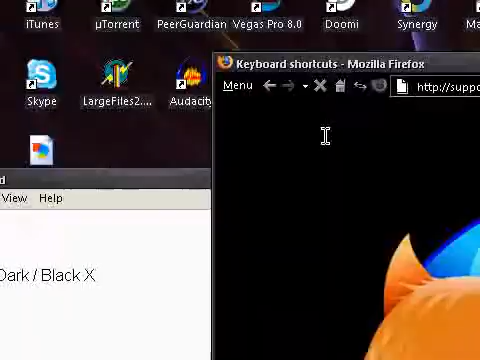 iTunes
µTorrent
PeerGuardian
Vegas Pro 8.0
Doomi
Synergy
Skype
LargeFiles2....
Audacity
Keyboard shortcuts - Mozilla Firefox
Menu
http://suppo
View Help
Dark / Black X